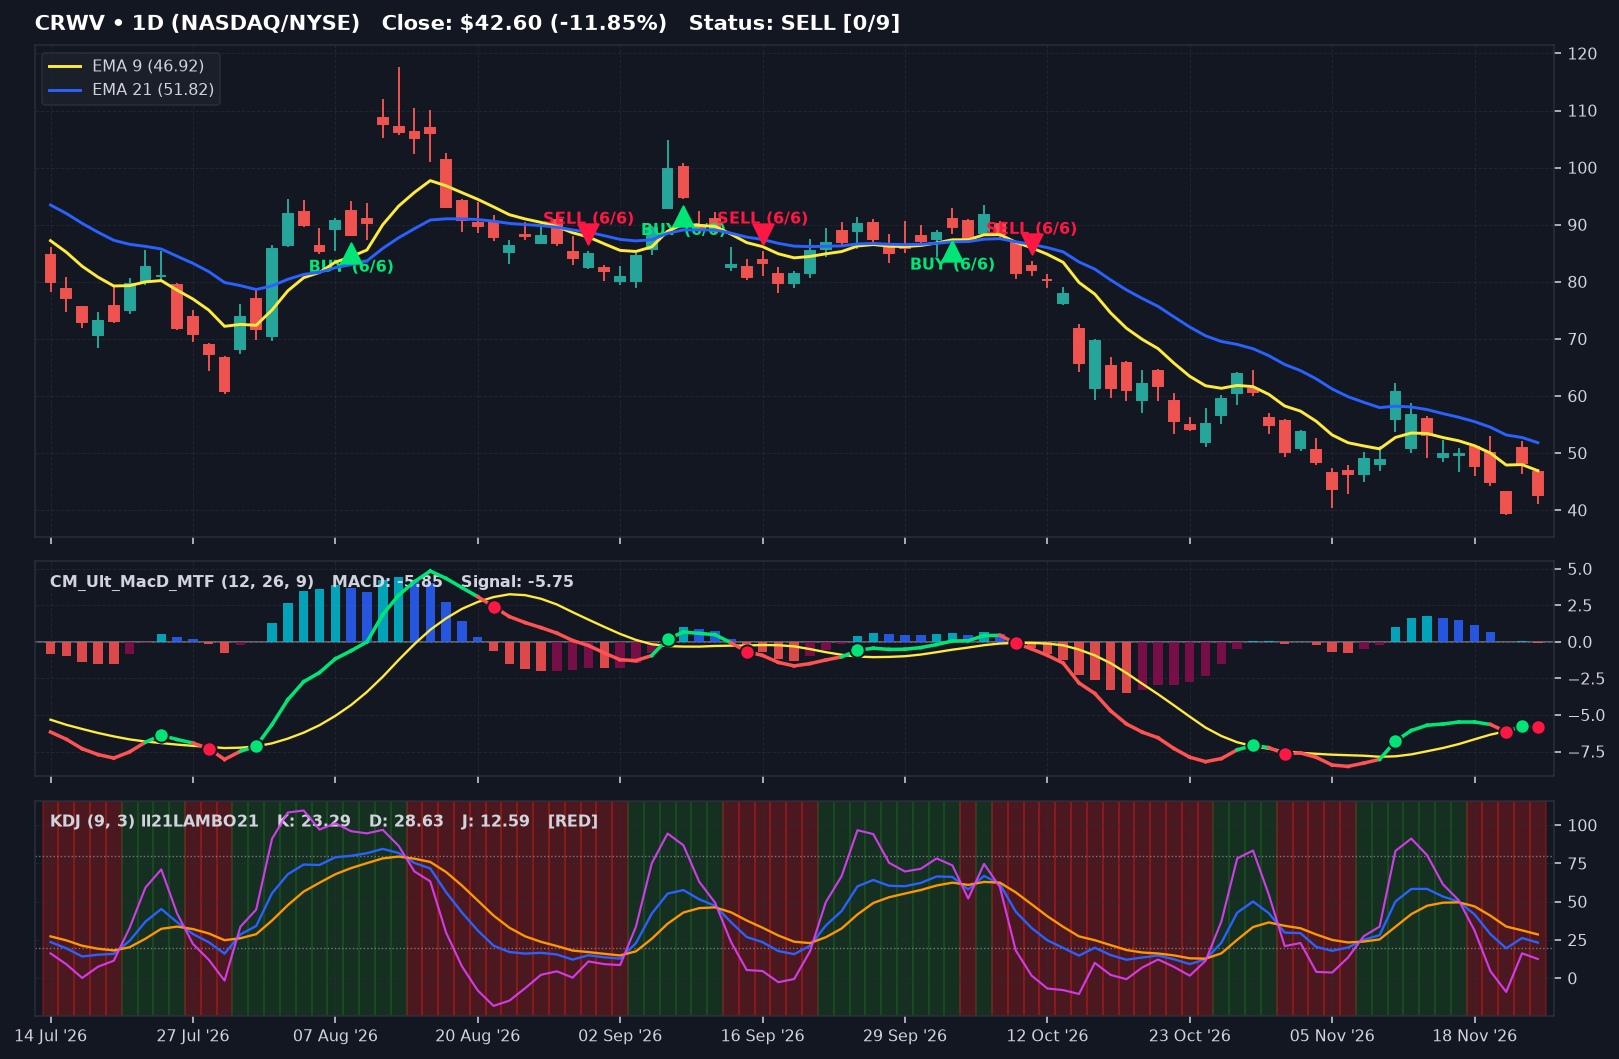 CRWV • 1D (NASDAQ/NYSE)   Close: $42.60 (-11.85%)   Status: SELL [0/9]
EMA 9 (46.92)
EMA 21 (51.82)
120
110
100
90
80
70
60
50
40
BUY (6/6)
SELL (6/6)
BUY (6/6)
SELL (6/6)
BUY (6/6)
SELL (6/6)
CM_Ult_MacD_MTF (12, 26, 9)   MACD: -5.85   Signal: -5.75
5.0
2.5
0.0
−2.5
−5.0
−7.5
KDJ (9, 3) II21LAMBO21   K: 23.29   D: 28.63   J: 12.59   [RED]
100
75
50
25
0
14 Jul '26
27 Jul '26
07 Aug '26
20 Aug '26
02 Sep '26
16 Sep '26
29 Sep '26
12 Oct '26
23 Oct '26
05 Nov '26
18 Nov '26